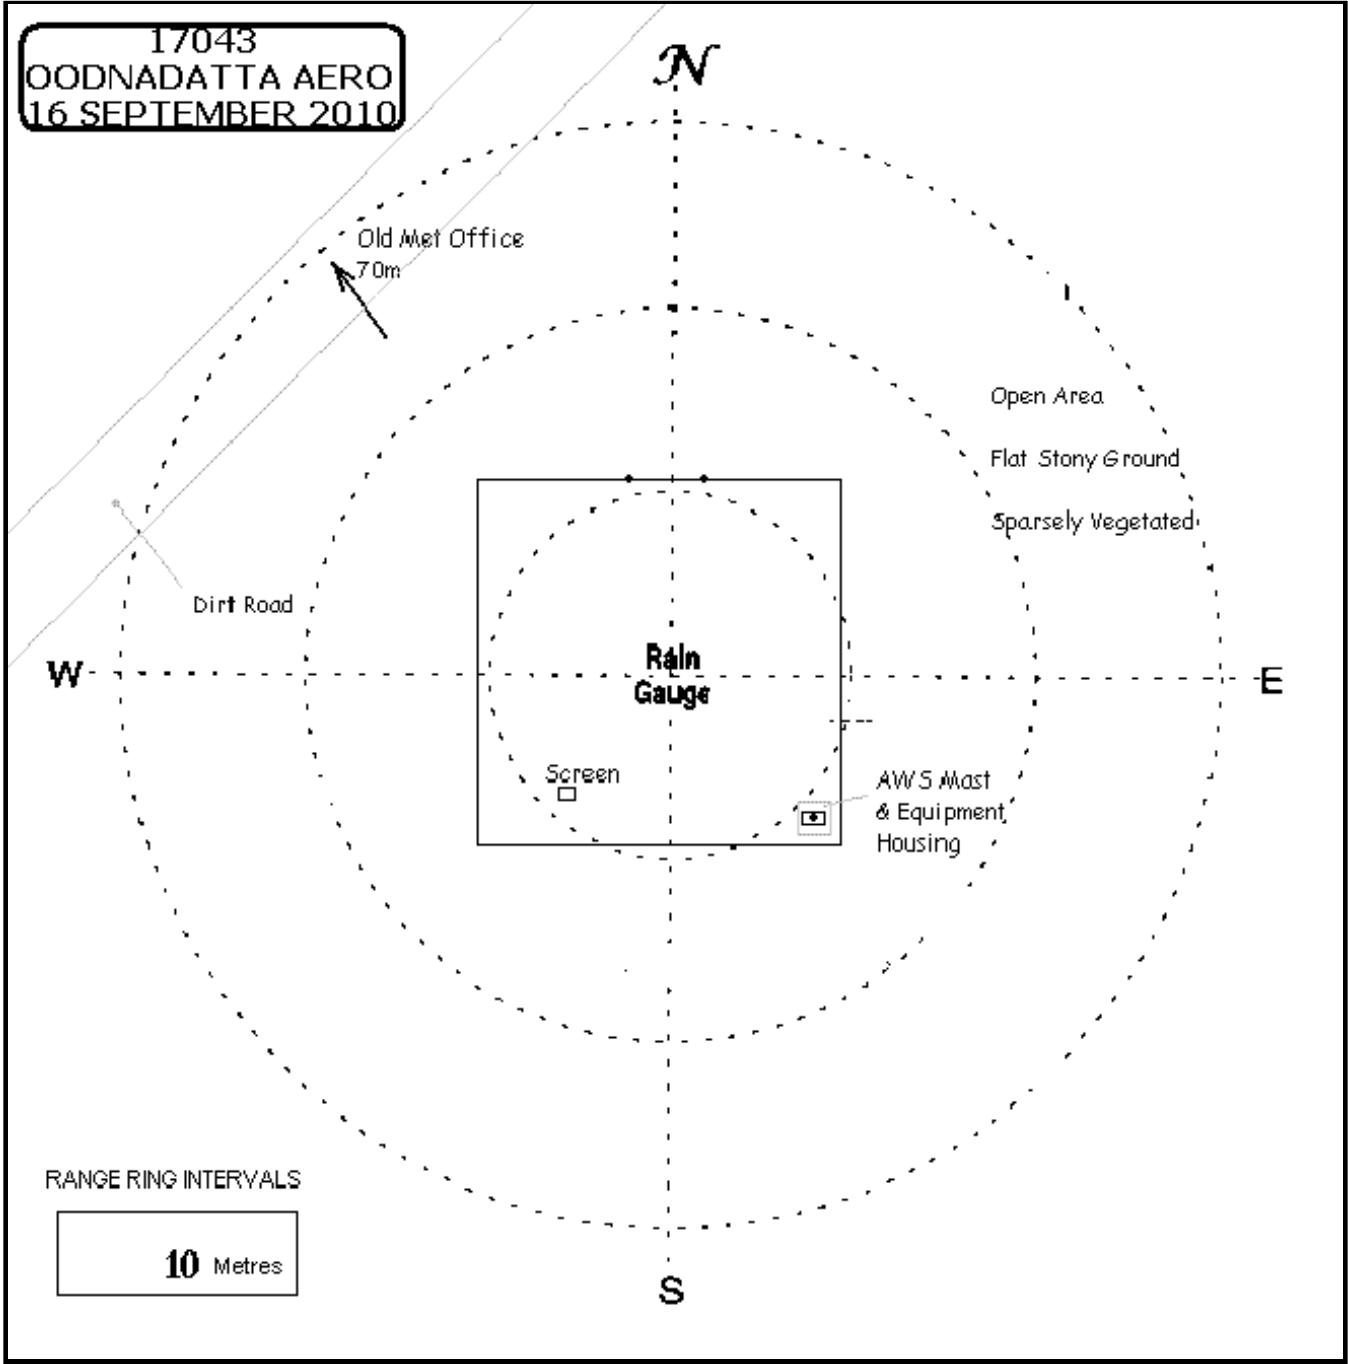 17043
OODNADATTA AERO
16 SEPTEMBER 2010
N
Old Met Office
70m
Open Area
Flat Stony Ground
Sparsely Vegetated
Dirt Road
W
Rain
Gauge
E
Screen
AWS Mast
& Equipment
Housing
RANGE RING INTERVALS
10 Metres
S